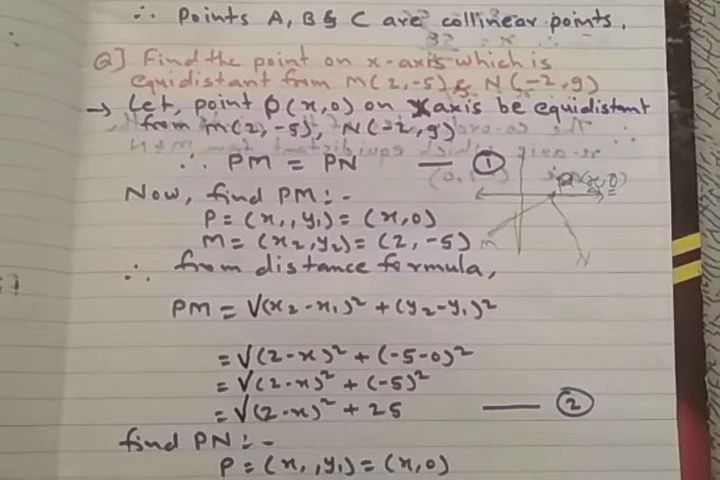 ∴ Points A, B & C are collinear points.
Q] Find the point on x-axis which is
equidistant from M(2,-5) & N(-2,9)
→ Let, point P(x,0) on X axis be equidistant
from M(2,-5), N(-2,9)
∴ PM = PN — ①
Now, find PM:-
P = (x₁, y₁) = (x,0)
M = (x₂, y₂) = (2, -5)
P(x,0)
M
N
∴ from distance formula,
PM = √(x₂-x₁)² + (y₂-y₁)²
= √(2-x)² + (-5-0)²
= √(2-x)² + (-5)²
= √(2-x)² + 25 — ②
find PN:-
P = (x₁, y₁) = (x,0)